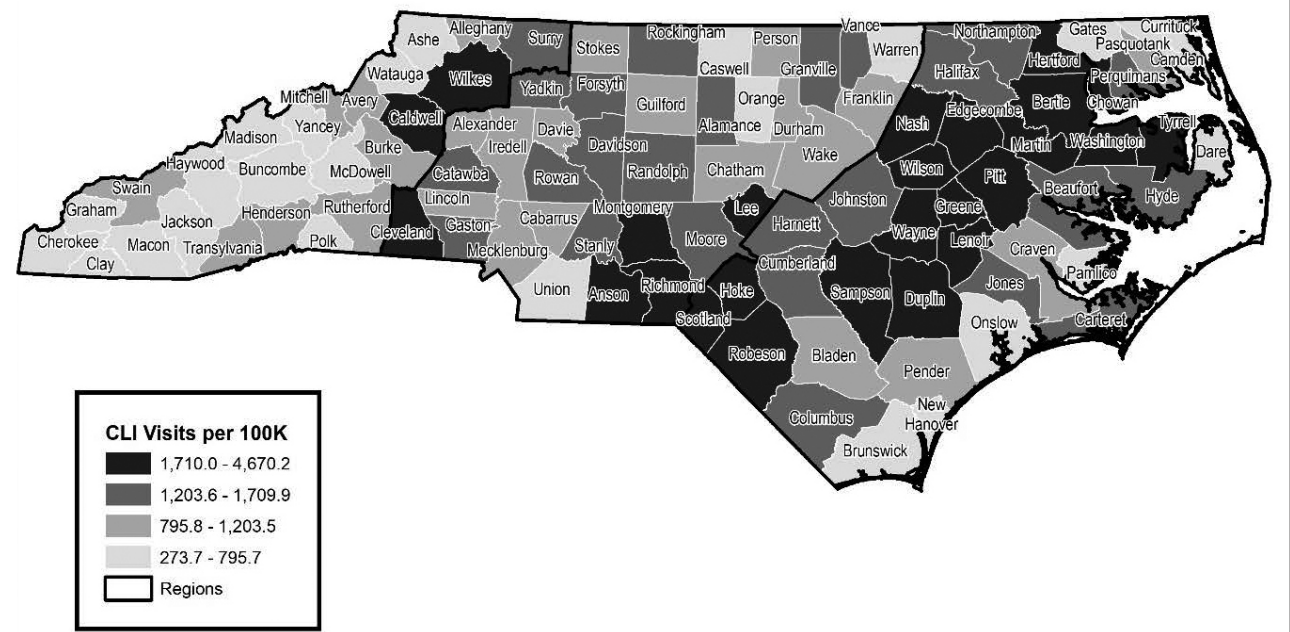 Ashe
Alleghany
Surry
Stokes
Rockingham
Caswell
Person
Granville
Vance
Warren
Northampton
Gates
Currituck
Pasquotank
Camden
Hertford
Perquimans
Chowan
Halifax
Watauga
Wilkes
Yadkin
Forsyth
Guilford
Alamance
Orange
Durham
Franklin
Nash
Edgecombe
Bertie
Martin
Washington
Tyrrell
Dare
Mitchell
Avery
Caldwell
Alexander
Iredell
Davie
Davidson
Randolph
Chatham
Wake
Wilson
Pitt
Beaufort
Hyde
Madison
Yancey
Burke
McDowell
Catawba
Rowan
Haywood
Buncombe
Swain
Graham
Jackson
Henderson
Rutherford
Cleveland
Lincoln
Gaston
Cabarrus
Mecklenburg
Montgomery
Stanly
Moore
Lee
Harnett
Johnston
Greene
Wayne
Lenoir
Craven
Pamlico
Cherokee
Macon
Clay
Transylvania
Polk
Union
Anson
Richmond
Scotland
Hoke
Cumberland
Sampson
Duplin
Jones
Onslow
Carteret
Robeson
Bladen
Pender
Columbus
New
Hanover
Brunswick
CLI Visits per 100K
1,710.0 - 4,670.2
1,203.6 - 1,709.9
795.8 - 1,203.5
273.7 - 795.7
Regions